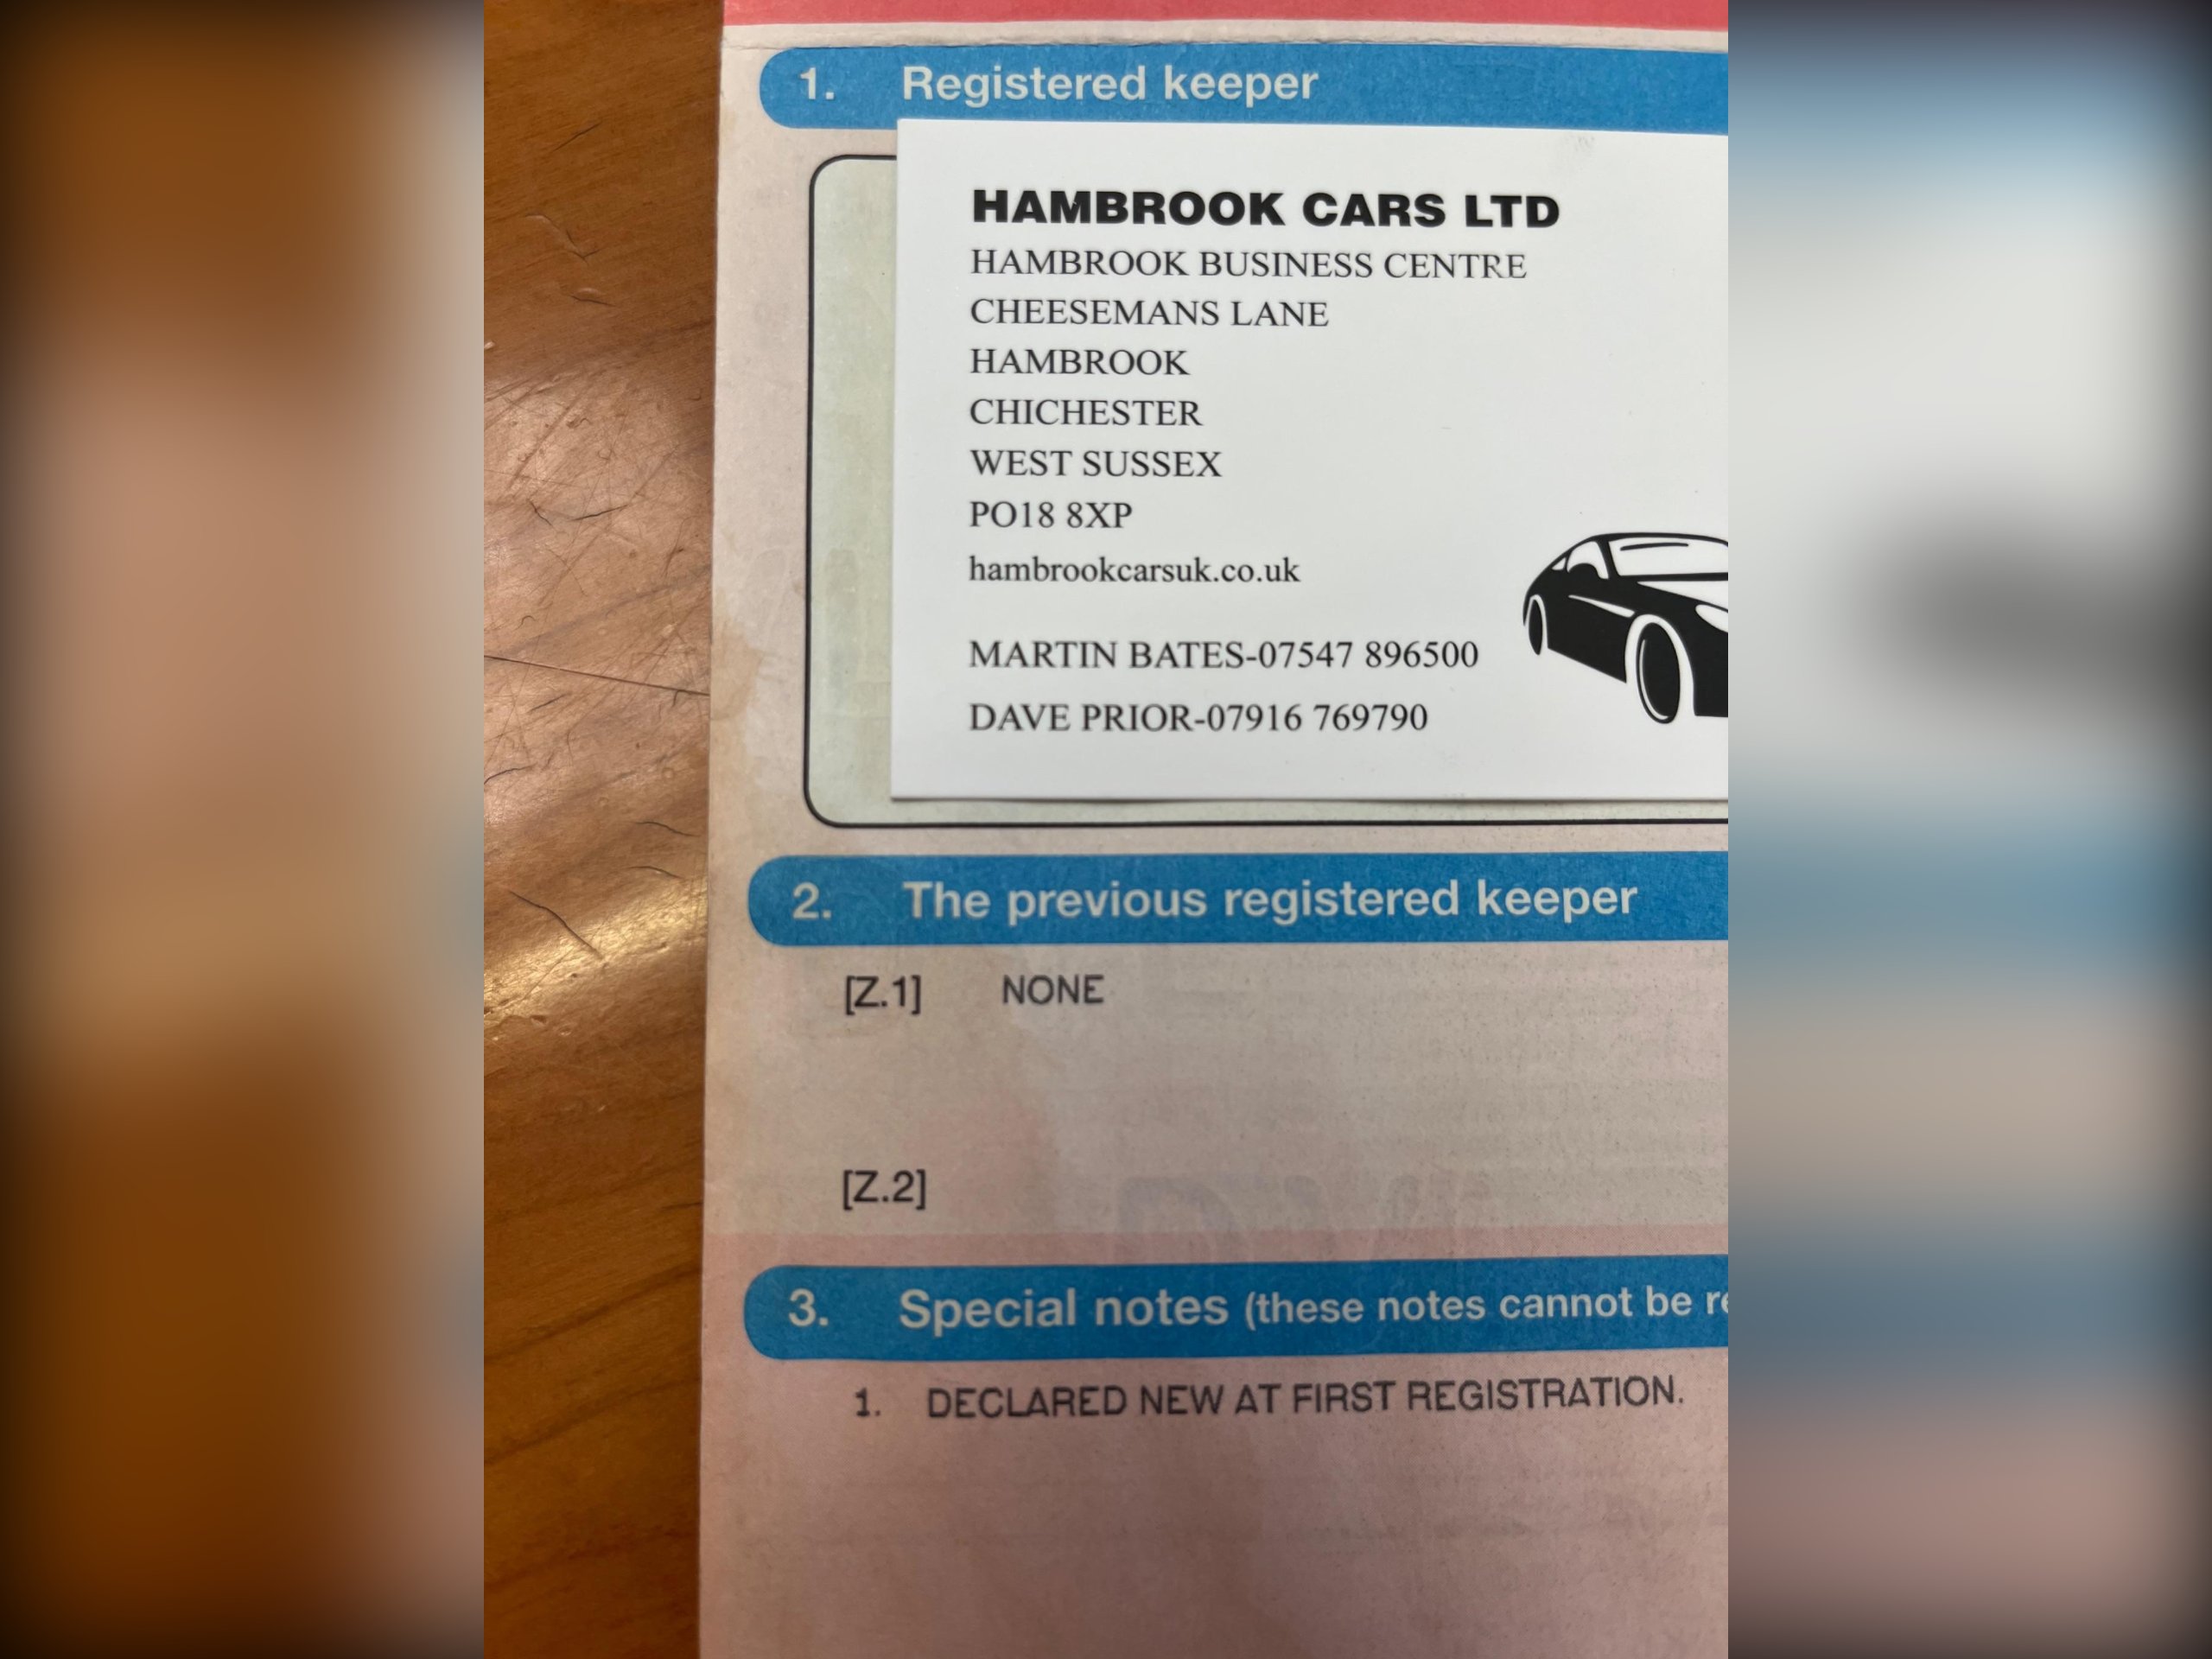 1. Registered keeper
HAMBROOK CARS LTD
HAMBROOK BUSINESS CENTRE
CHEESEMANS LANE
HAMBROOK
CHICHESTER
WEST SUSSEX
PO18 8XP
hambrookcarsuk.co.uk
MARTIN BATES-07547 896500
DAVE PRIOR-07916 769790
2. The previous registered keeper
[Z.1] NONE
[Z.2]
3. Special notes (these notes cannot be
1. DECLARED NEW AT FIRST REGISTRATION.